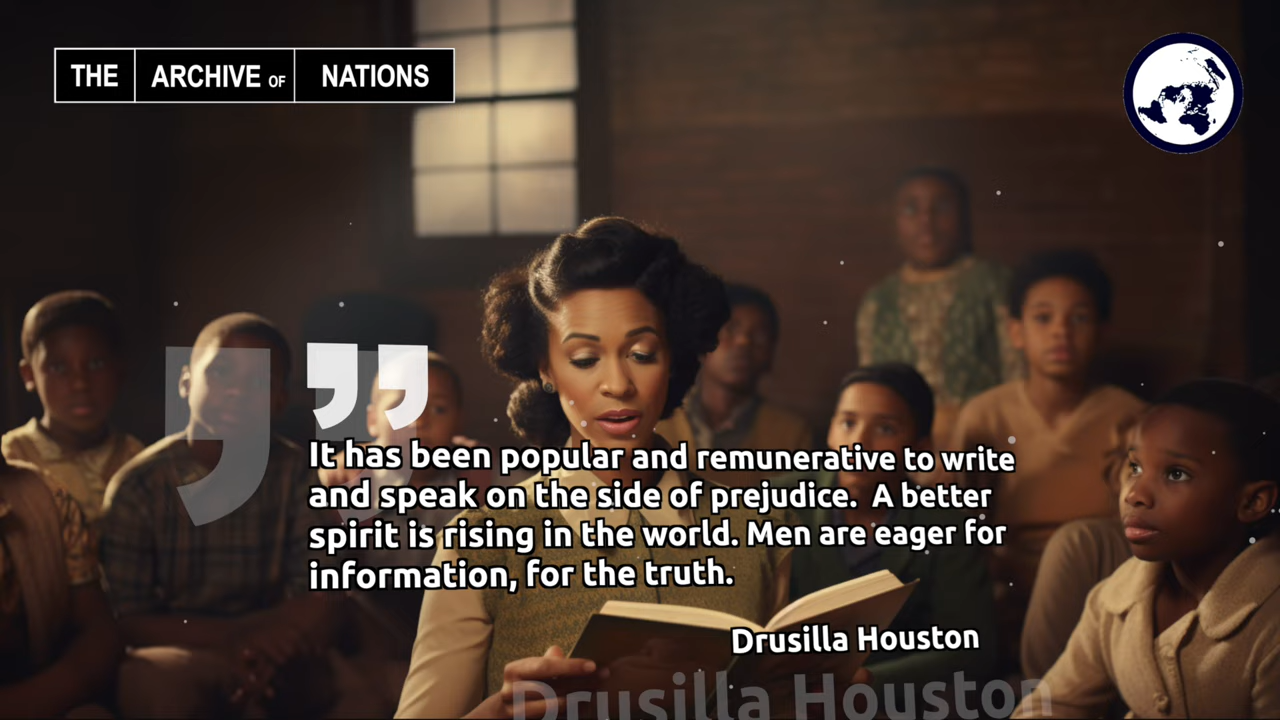 THE ARCHIVE OF NATIONS
”
It has been popular and remunerative to write
and speak on the side of prejudice.  A better
spirit is rising in the world. Men are eager for
information, for the truth.
Drusilla Houston
Drusilla Houston